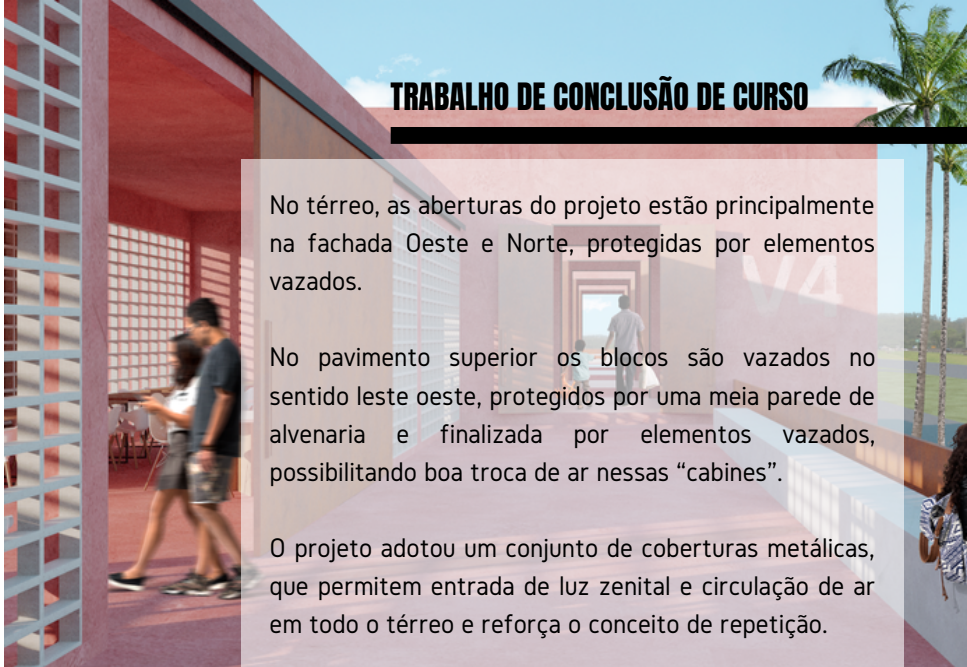 TRABALHO DE CONCLUSÃO DE CURSO
No térreo, as aberturas do projeto estão principalmente
na fachada Oeste e Norte, protegidas por elementos
vazados.
No pavimento superior os blocos são vazados no
sentido leste oeste, protegidos por uma meia parede de
alvenaria e finalizada por elementos vazados,
possibilitando boa troca de ar nessas “cabines”.
O projeto adotou um conjunto de coberturas metálicas,
que permitem entrada de luz zenital e circulação de ar
em todo o térreo e reforça o conceito de repetição.
V4